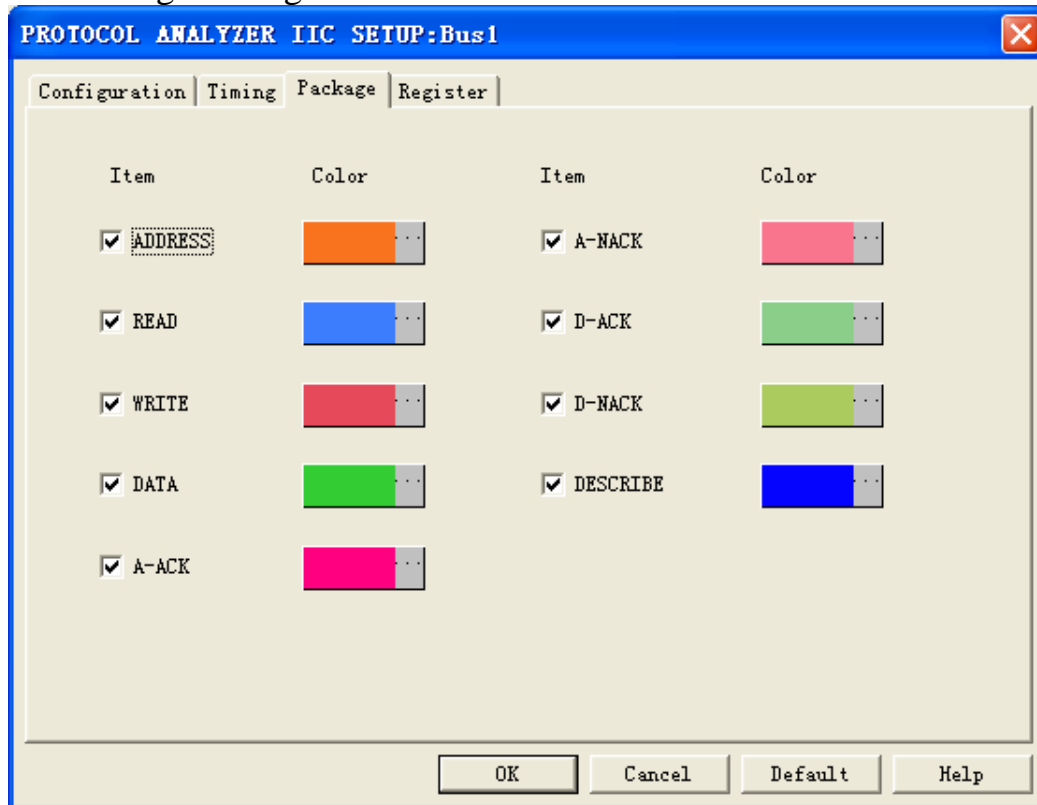 PROTOCOL ANALYZER IIC SETUP:Bus1
Configuration Timing Package Register
Item Color Item Color
ADDRESS ... A-NACK ...
READ ... D-ACK ...
WRITE ... D-NACK ...
DATA ... DESCRIBE ...
A-ACK ...
OK Cancel Default Help